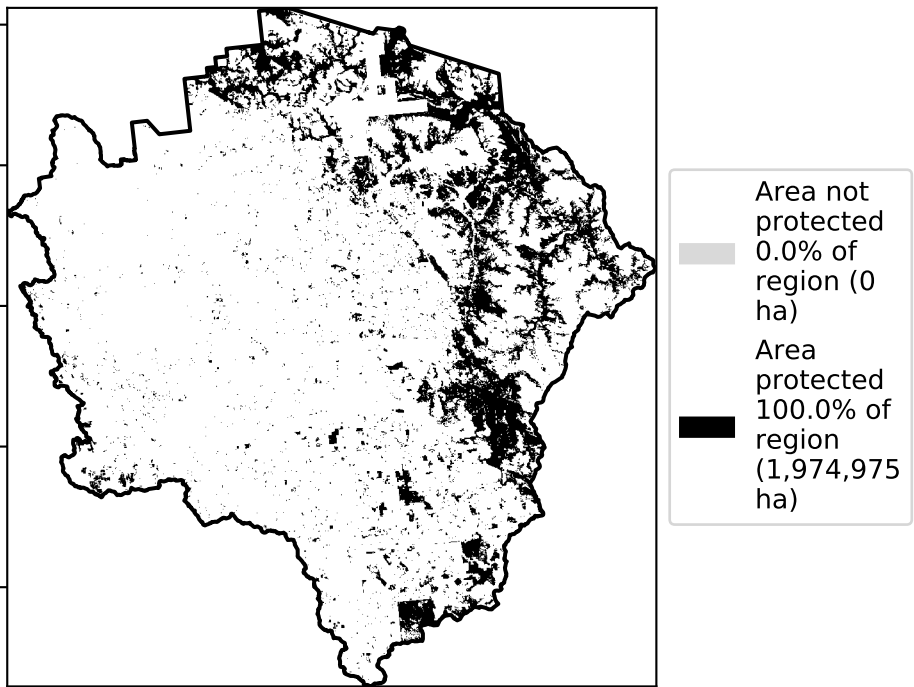 Area not
protected
0.0% of
region (0
ha)
Area
protected
100.0% of
region
(1,974,975
ha)